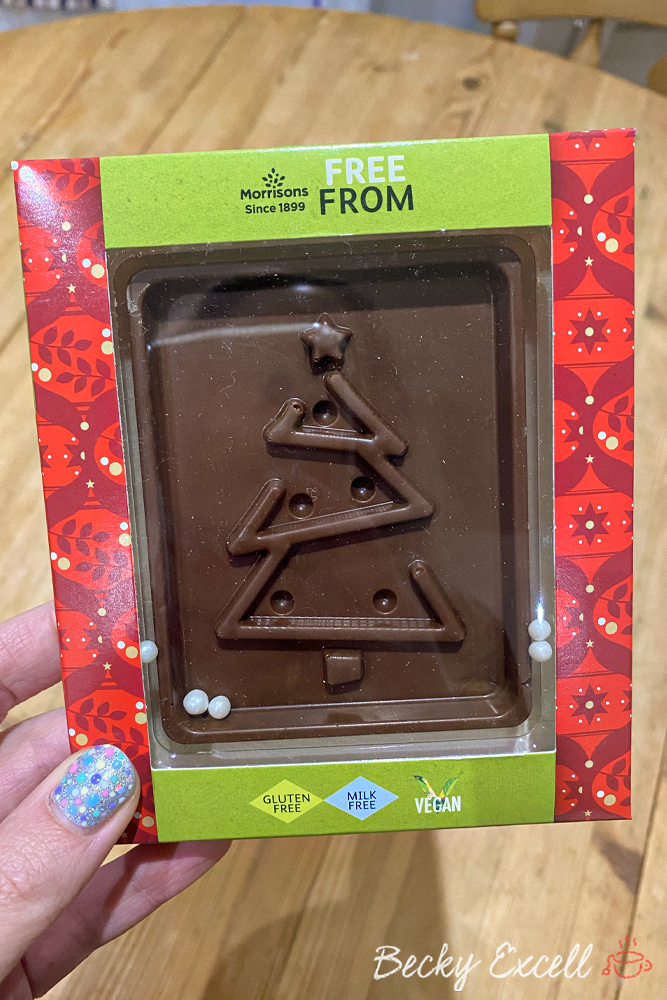 Morrisons
Since 1899
FREE
FROM
GLUTEN
FREE
MILK
FREE
VEGAN
Becky Excell